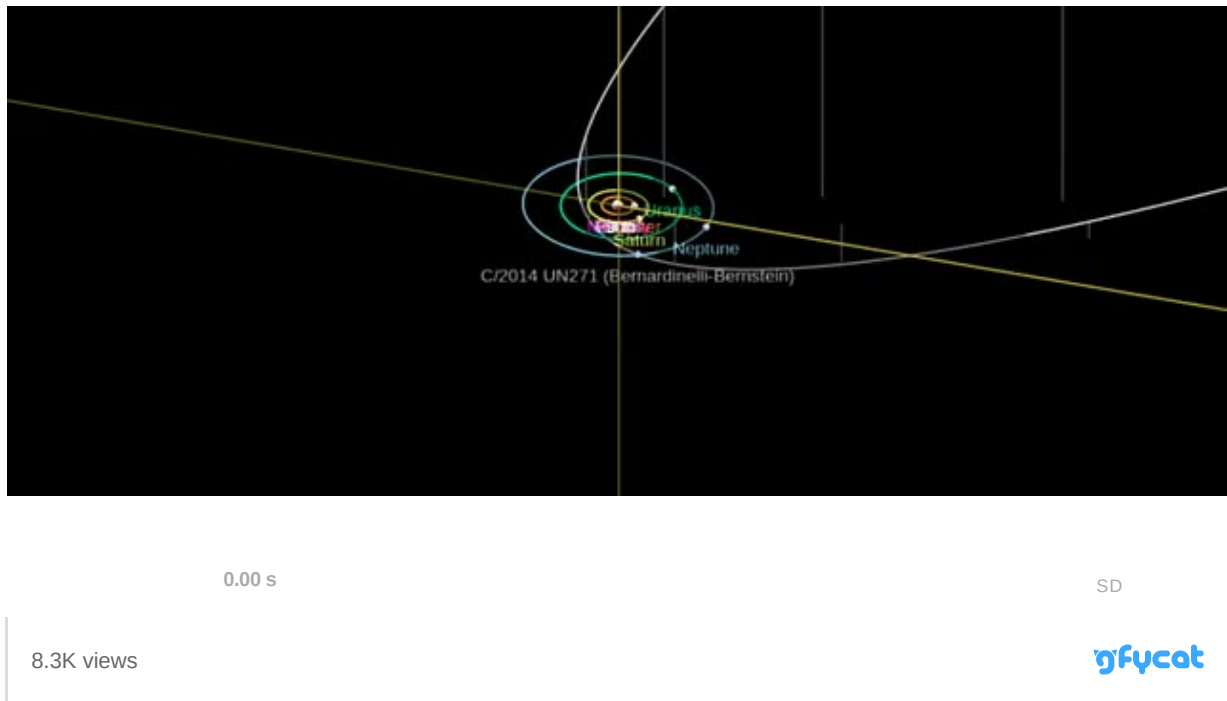 Uranus
Saturn
Neptune
C/2014 UN271 (Bernardinelli-Bernstein)
0.00 s
SD
8.3K views
gfycat